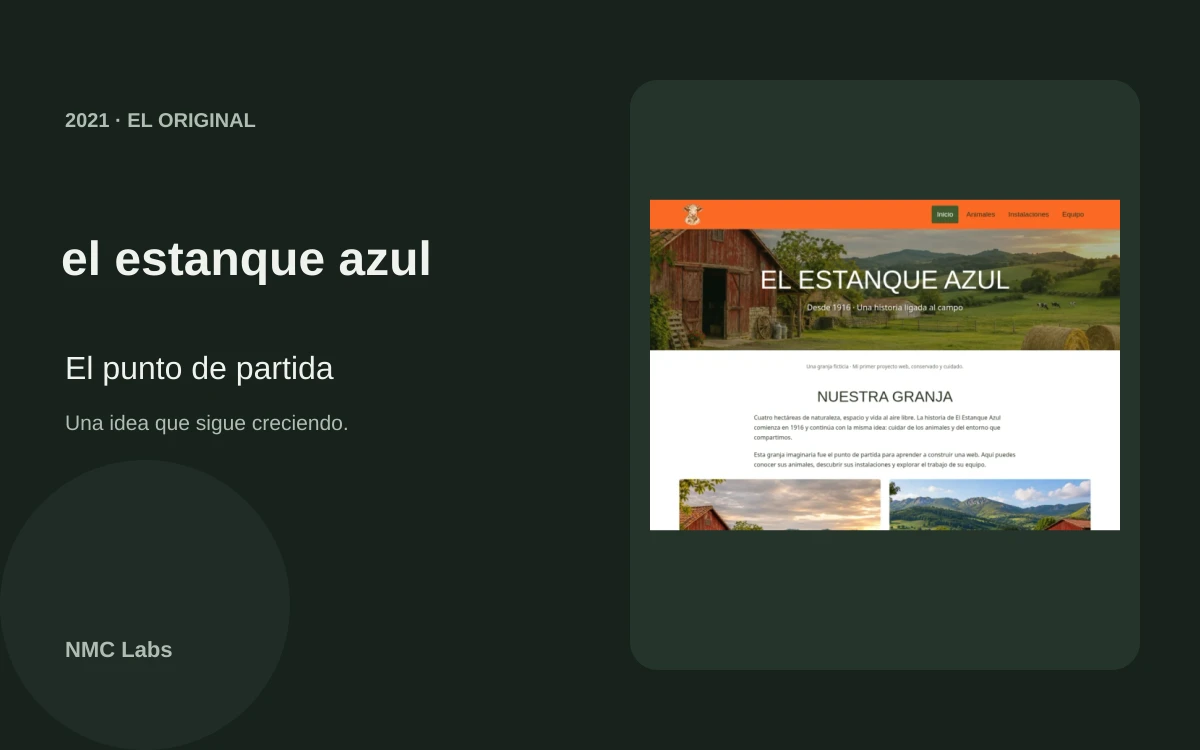 2021 · EL ORIGINAL
el estanque azul
El punto de partida
Una idea que sigue creciendo.
NMC Labs
Inicio Animales Instalaciones Equipo
EL ESTANQUE AZUL
Desde 1916 · Una historia ligada al campo
Una granja ficticia · Mi primer proyecto web, conservado y cuidado.
NUESTRA GRANJA
Cuatro hectáreas de naturaleza, espacio y vida al aire libre. La historia de El Estanque Azul
comienza en 1916 y continúa con la misma idea: cuidar de los animales y del entorno que
compartimos.
Esta granja imaginaria fue el punto de partida para aprender a construir una web. Aquí puedes
conocer sus animales, descubrir sus instalaciones y explorar el trabajo de su equipo.